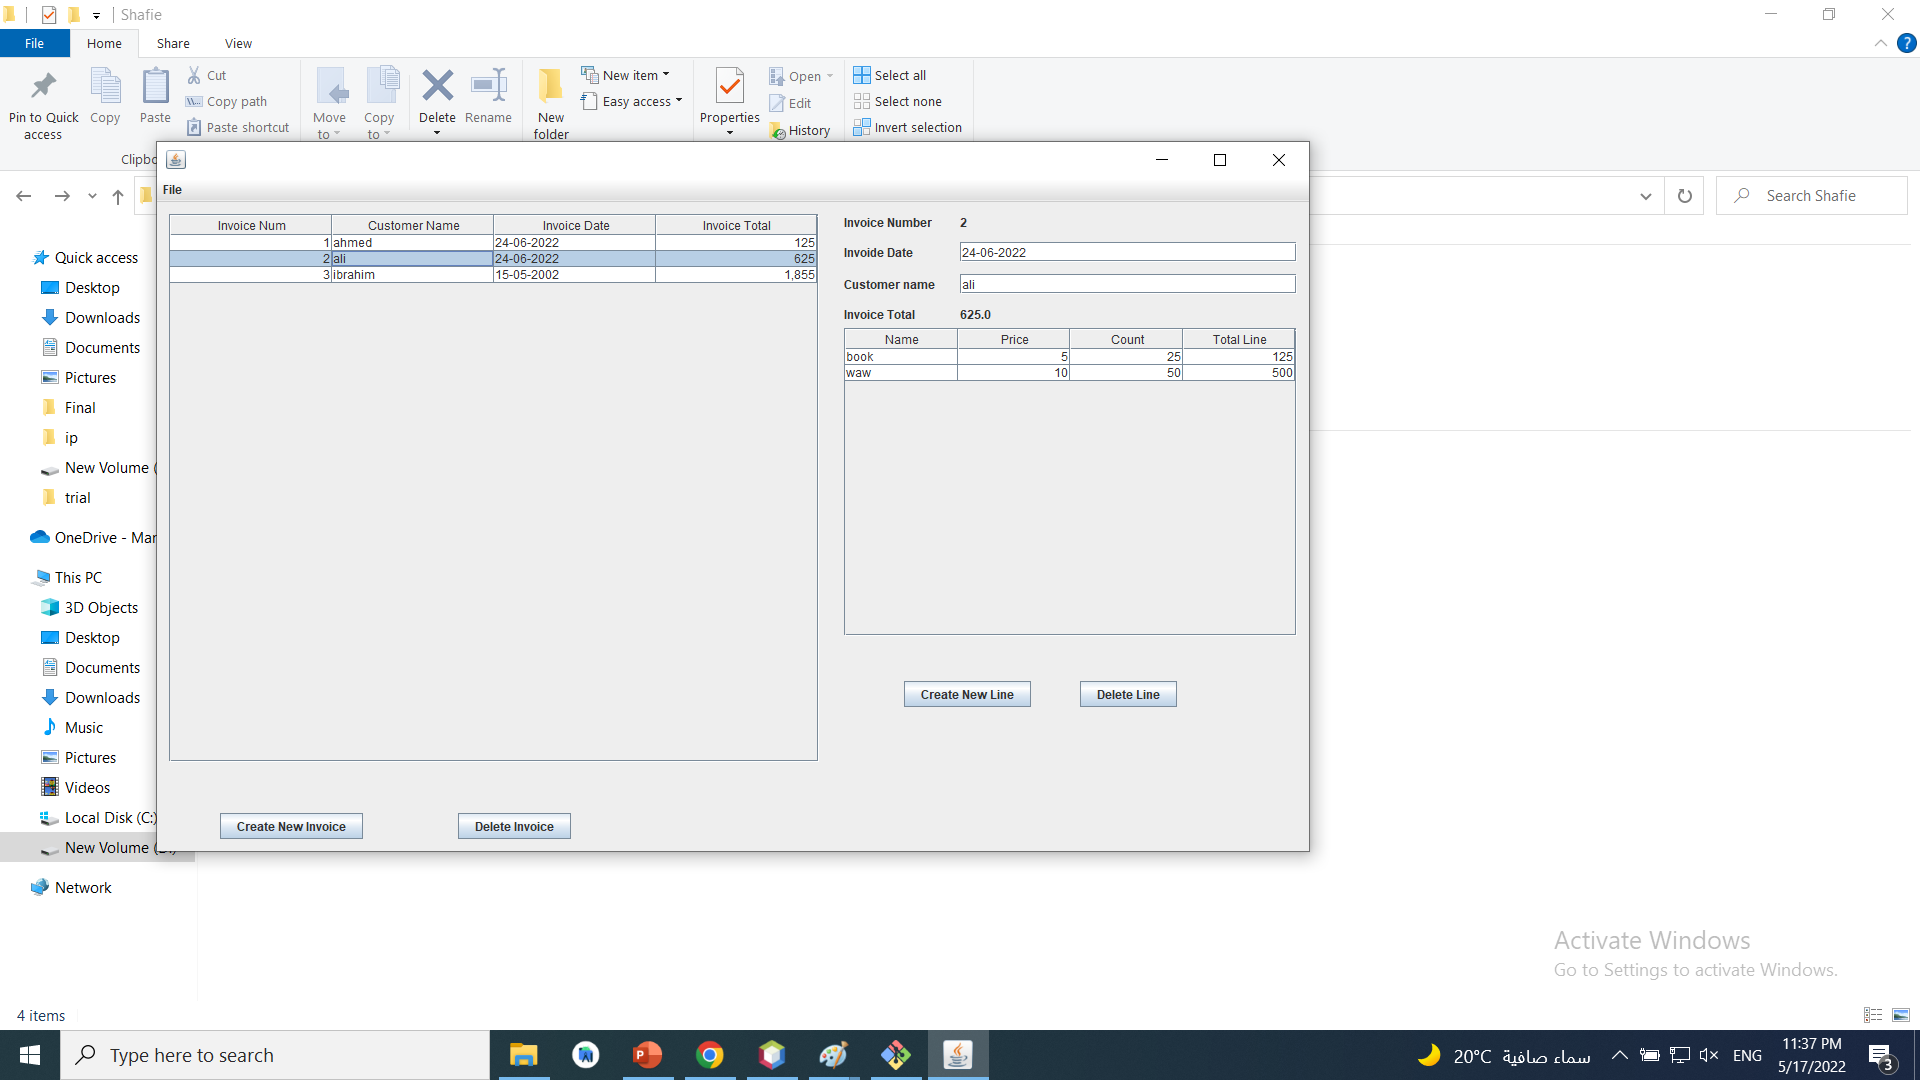 Shafie
File Home Share View
Pin to Quick access
Copy
Paste
Cut
Copy path
Paste shortcut
Move to
Copy to
Delete
Rename
New folder
New item
Easy access
Properties
Open
Edit
History
Select all
Select none
Invert selection
Search Shafie
Quick access
Desktop
Downloads
Documents
Pictures
Final
ip
New Volume
trial
OneDrive -
This PC
3D Objects
Desktop
Documents
Downloads
Music
Pictures
Videos
Local Disk (C:)
New Volume
Network
4 items
File
Invoice Num Customer Name Invoice Date Invoice Total
1 ahmed 24-06-2022 125
2 ali 24-06-2022 625
3 ibrahim 15-05-2002 1,855
Create New Invoice Delete Invoice
Invoice Number 2
Invoide Date 24-06-2022
Customer name ali
Invoice Total 625.0
Name Price Count Total Line
book 5 25 125
waw 10 50 500
Create New Line Delete Line
Activate Windows
Go to Settings to activate Windows.
Type here to search
20°C سماء صافية
ENG
11:37 PM
5/17/2022
3